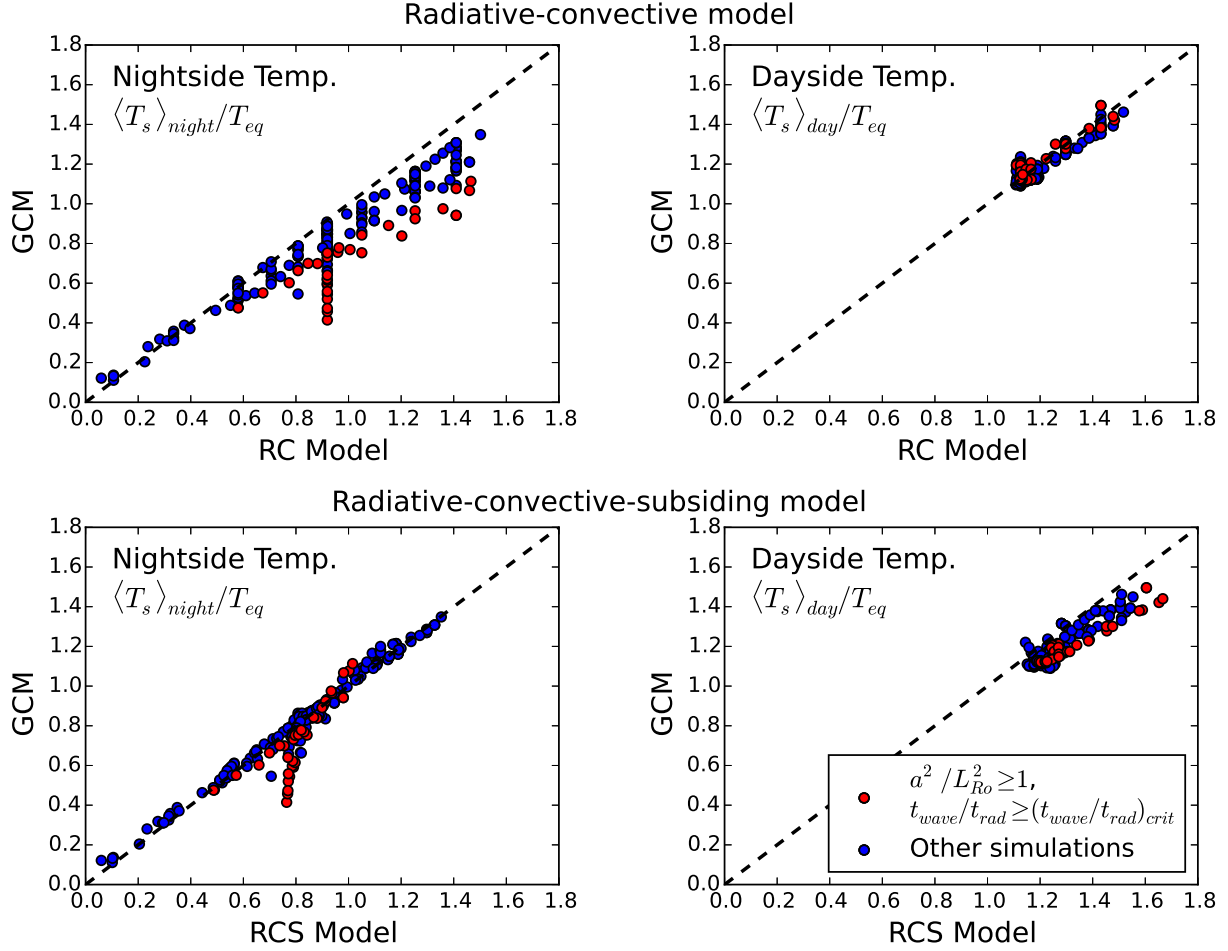 Radiative-convective model
Nightside Temp.
⟨T_s⟩_night/T_eq
GCM
1.8
1.6
1.4
1.2
1.0
0.8
0.6
0.4
0.2
0.0
0.0 0.2 0.4 0.6 0.8 1.0 1.2 1.4 1.6 1.8
RC Model
Dayside Temp.
⟨T_s⟩_day/T_eq
GCM
1.8
1.6
1.4
1.2
1.0
0.8
0.6
0.4
0.2
0.0
0.0 0.2 0.4 0.6 0.8 1.0 1.2 1.4 1.6 1.8
RC Model
Radiative-convective-subsiding model
Nightside Temp.
⟨T_s⟩_night/T_eq
GCM
1.8
1.6
1.4
1.2
1.0
0.8
0.6
0.4
0.2
0.0
0.0 0.2 0.4 0.6 0.8 1.0 1.2 1.4 1.6 1.8
RCS Model
Dayside Temp.
⟨T_s⟩_day/T_eq
GCM
1.8
1.6
1.4
1.2
1.0
0.8
0.6
0.4
0.2
0.0
0.0 0.2 0.4 0.6 0.8 1.0 1.2 1.4 1.6 1.8
RCS Model
a² /L²_Ro ≥1,
t_wave/t_rad ≥(t_wave/t_rad)_crit
Other simulations